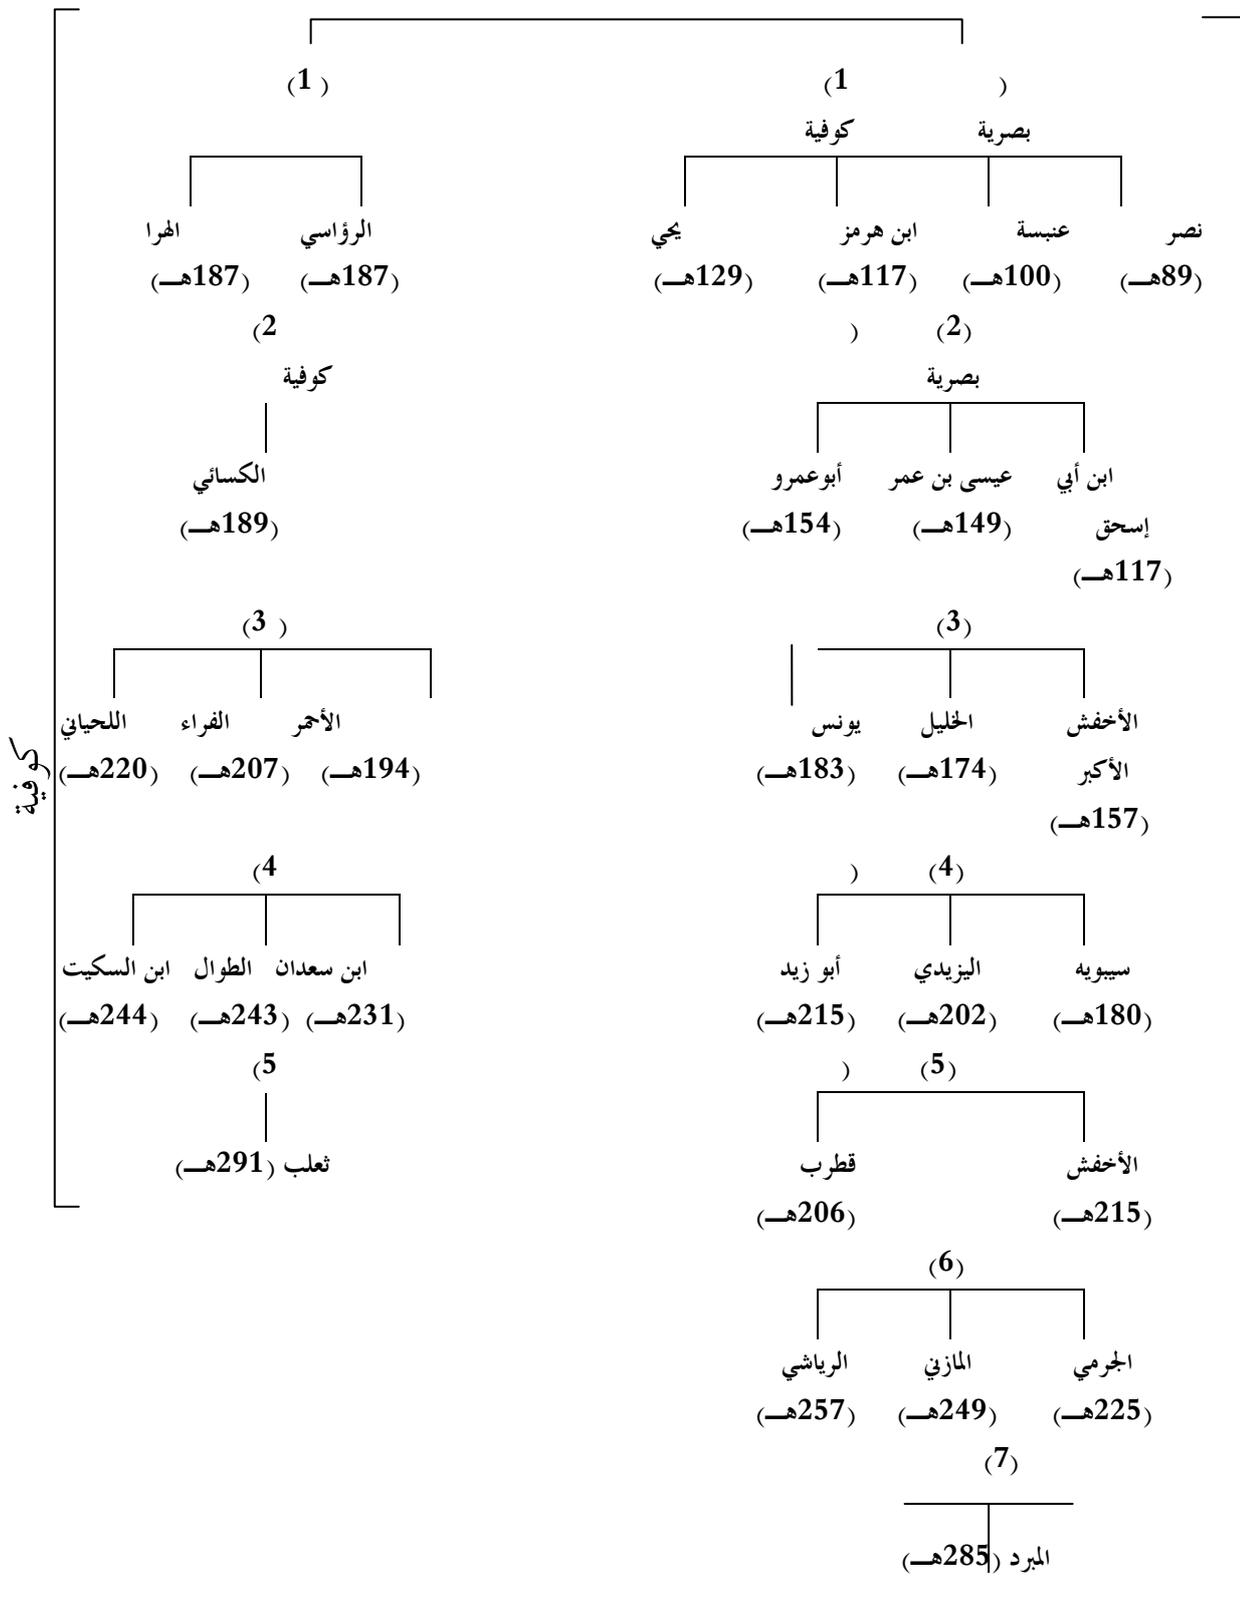 ( (1 (1 )
بصرية كوفية
نصر عنبسة ابن هرمز يحي الرؤاسي الهرا
(89هـ) (100هـ) (117هـ) (129هـ) (187هـ) (187هـ)
(2) ( (2
بصرية كوفية
ابن أبي عيسى بن عمر أبوعمرو الكسائي
إسحق (149هـ) (154هـ) (189هـ)
(117هـ)
(3) (3 )
الأخفش الخليل يونس الأحمر الفراء اللحياني
الأكبر (174هـ) (183هـ) (194هـ) (207هـ) (220هـ)
(157هـ)
كوفية
(4) ( (4
سيبويه اليزيدي أبو زيد ابن سعدان الطوال ابن السكيت
(180هـ) (202هـ) (215هـ) (231هـ) (243هـ) (244هـ)
(5) ( (5
الأخفش قطرب ثعلب (291هـ)
(215هـ) (206هـ)
(6)
الجرمي المازني الرياشي
(225هـ) (249هـ) (257هـ)
(7)
المبرد (285هـ)